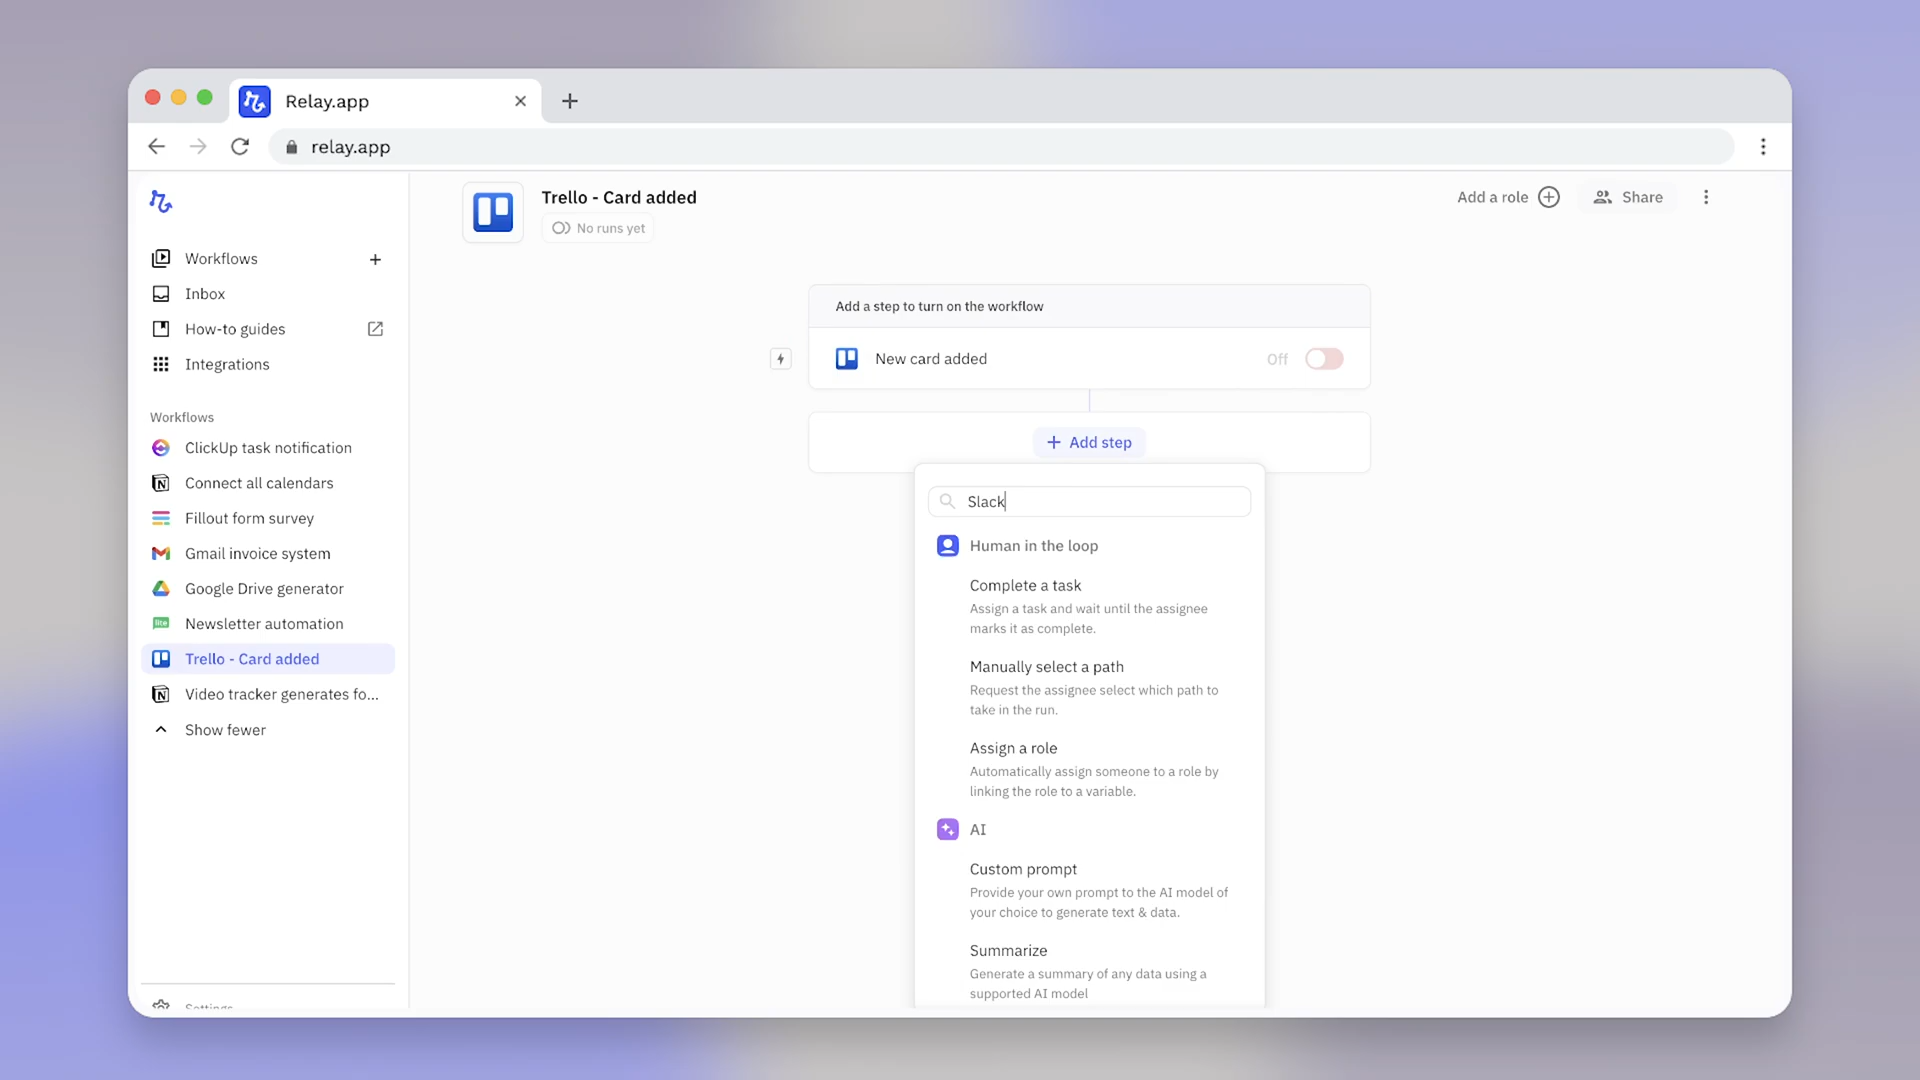 Relay.app
relay.app
Trello - Card added
No runs yet
Add a role
Share
Workflows
Inbox
How-to guides
Integrations
Workflows
ClickUp task notification
Connect all calendars
Fillout form survey
Gmail invoice system
Google Drive generator
lite
Newsletter automation
Trello - Card added
Video tracker generates fo...
Show fewer
Settings
Add a step to turn on the workflow
New card added
Off
Add step
Slack
Human in the loop
Complete a task
Assign a task and wait until the assignee
marks it as complete.
Manually select a path
Request the assignee select which path to
take in the run.
Assign a role
Automatically assign someone to a role by
linking the role to a variable.
AI
Custom prompt
Provide your own prompt to the AI model of
your choice to generate text & data.
Summarize
Generate a summary of any data using a
supported AI model